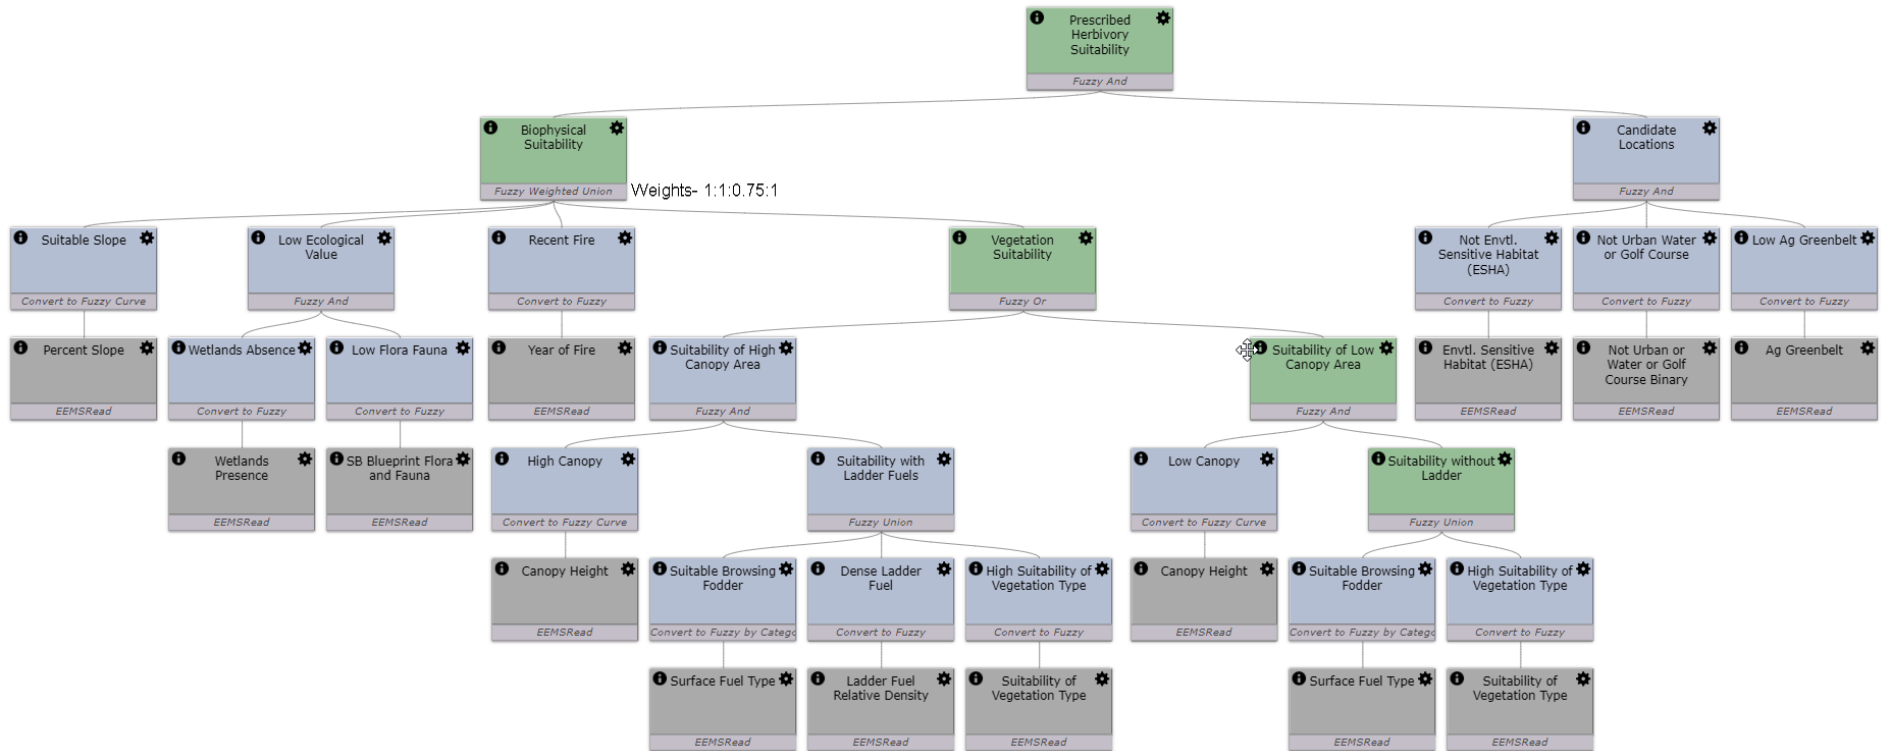 Prescribed
Herbivory
Suitability
Fuzzy And
Biophysical
Suitability
Fuzzy Weighted Union
Weights- 1:1:0.75:1
Candidate
Locations
Fuzzy And
Suitable Slope
Convert to Fuzzy Curve
Low Ecological
Value
Fuzzy And
Recent Fire
Convert to Fuzzy
Vegetation
Suitability
Fuzzy Or
Not Envtl.
Sensitive Habitat
(ESHA)
Convert to Fuzzy
Not Urban Water
or Golf Course
Convert to Fuzzy
Low Ag Greenbelt
Convert to Fuzzy
Percent Slope
EEMSRead
Wetlands Absence
Convert to Fuzzy
Low Flora Fauna
Convert to Fuzzy
Year of Fire
EEMSRead
Suitability of High
Canopy Area
Fuzzy And
Suitability of Low
Canopy Area
Fuzzy And
Envtl. Sensitive
Habitat (ESHA)
EEMSRead
Not Urban or
Water or Golf
Course Binary
EEMSRead
Ag Greenbelt
EEMSRead
Wetlands
Presence
EEMSRead
SB Blueprint Flora
and Fauna
EEMSRead
High Canopy
Convert to Fuzzy Curve
Suitability with
Ladder Fuels
Fuzzy Union
Low Canopy
Convert to Fuzzy Curve
Suitability without
Ladder
Fuzzy Union
Canopy Height
EEMSRead
Suitable Browsing
Fodder
Convert to Fuzzy by Catego
Dense Ladder
Fuel
Convert to Fuzzy
High Suitability of
Vegetation Type
Convert to Fuzzy
Canopy Height
EEMSRead
Suitable Browsing
Fodder
Convert to Fuzzy by Catego
High Suitability of
Vegetation Type
Convert to Fuzzy
Surface Fuel Type
EEMSRead
Ladder Fuel
Relative Density
EEMSRead
Suitability of
Vegetation Type
EEMSRead
Surface Fuel Type
EEMSRead
Suitability of
Vegetation Type
EEMSRead